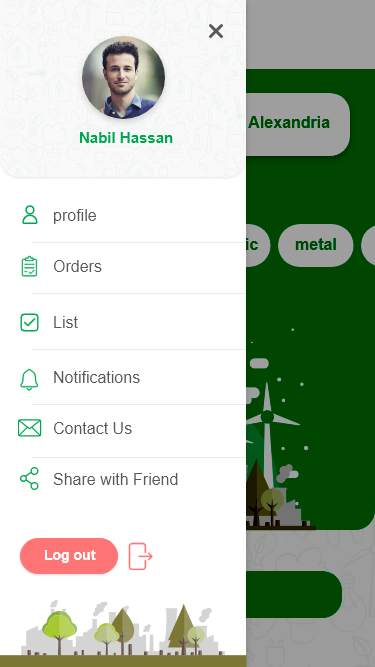 Nabil Hassan
Alexandria
profile
ic
metal
Orders
List
Notifications
Contact Us
Share with Friend
Log out